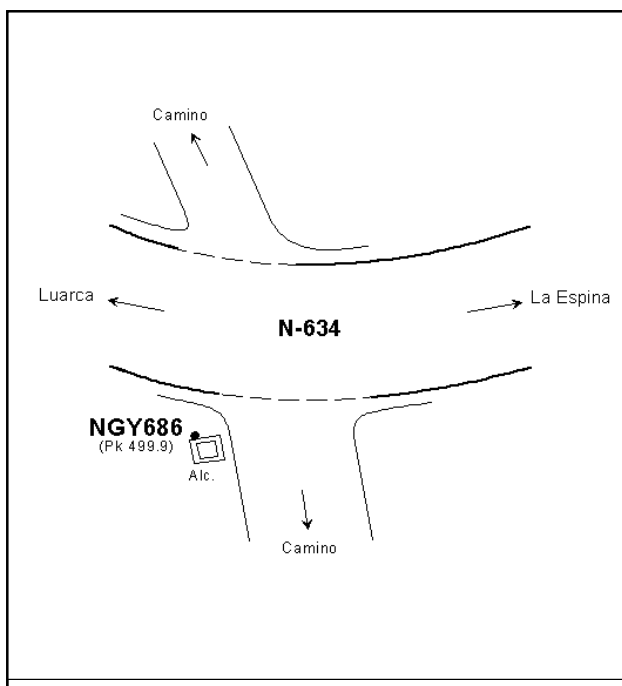 Camino
Luarca
La Espina
N-634
NGY686
(Pk 499.9)
Alc.
Camino